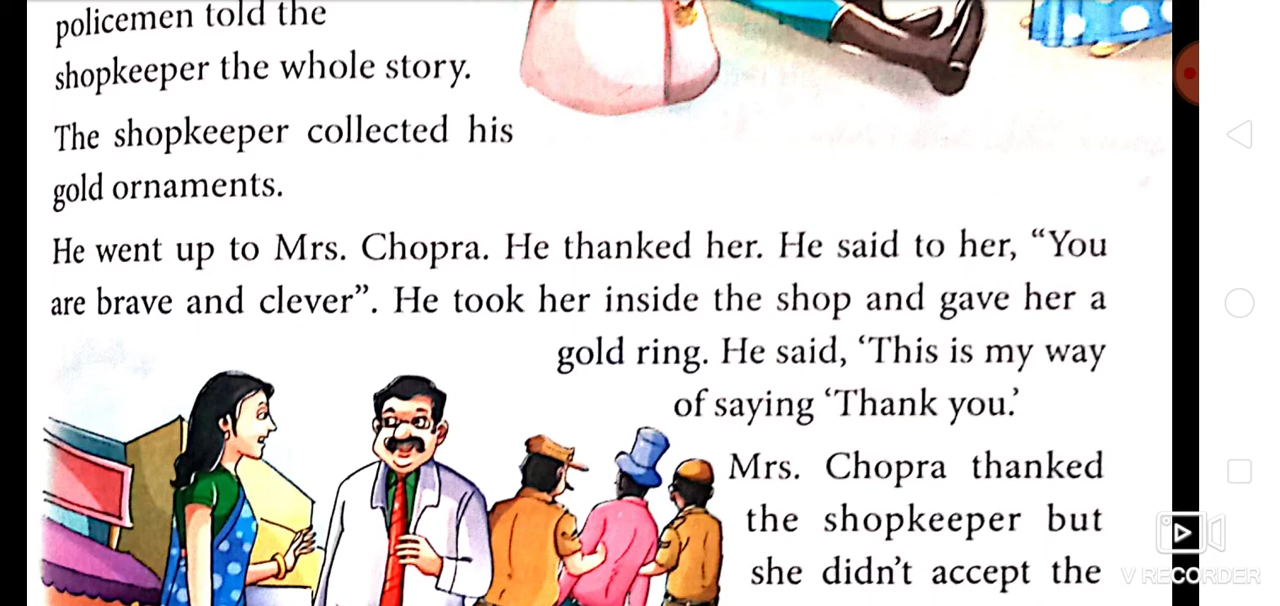 policemen told the
shopkeeper the whole story.
The shopkeeper collected his
gold ornaments.
He went up to Mrs. Chopra. He thanked her. He said to her, “You
are brave and clever”. He took her inside the shop and gave her a
gold ring. He said, ‘This is my way
of saying ‘Thank you.’
Mrs. Chopra thanked
the shopkeeper but
she didn’t accept the
V RECORDER